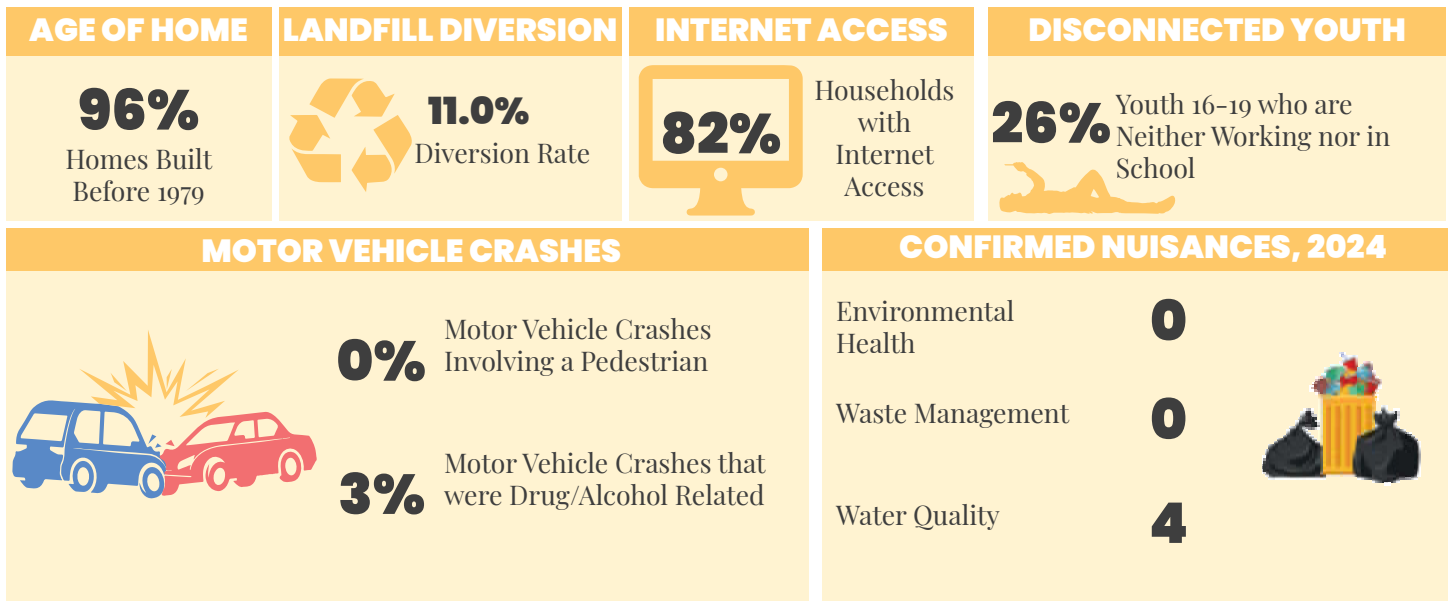 AGE OF HOME
96%
Homes Built
Before 1979
LANDFILL DIVERSION
11.0%
Diversion Rate
INTERNET ACCESS
82%
Households
with
Internet
Access
DISCONNECTED YOUTH
26%
Youth 16-19 who are
Neither Working nor in
School
MOTOR VEHICLE CRASHES
0%
Motor Vehicle Crashes
Involving a Pedestrian
3%
Motor Vehicle Crashes that
were Drug/Alcohol Related
CONFIRMED NUISANCES, 2024
Environmental
Health
0
Waste Management
0
Water Quality
4